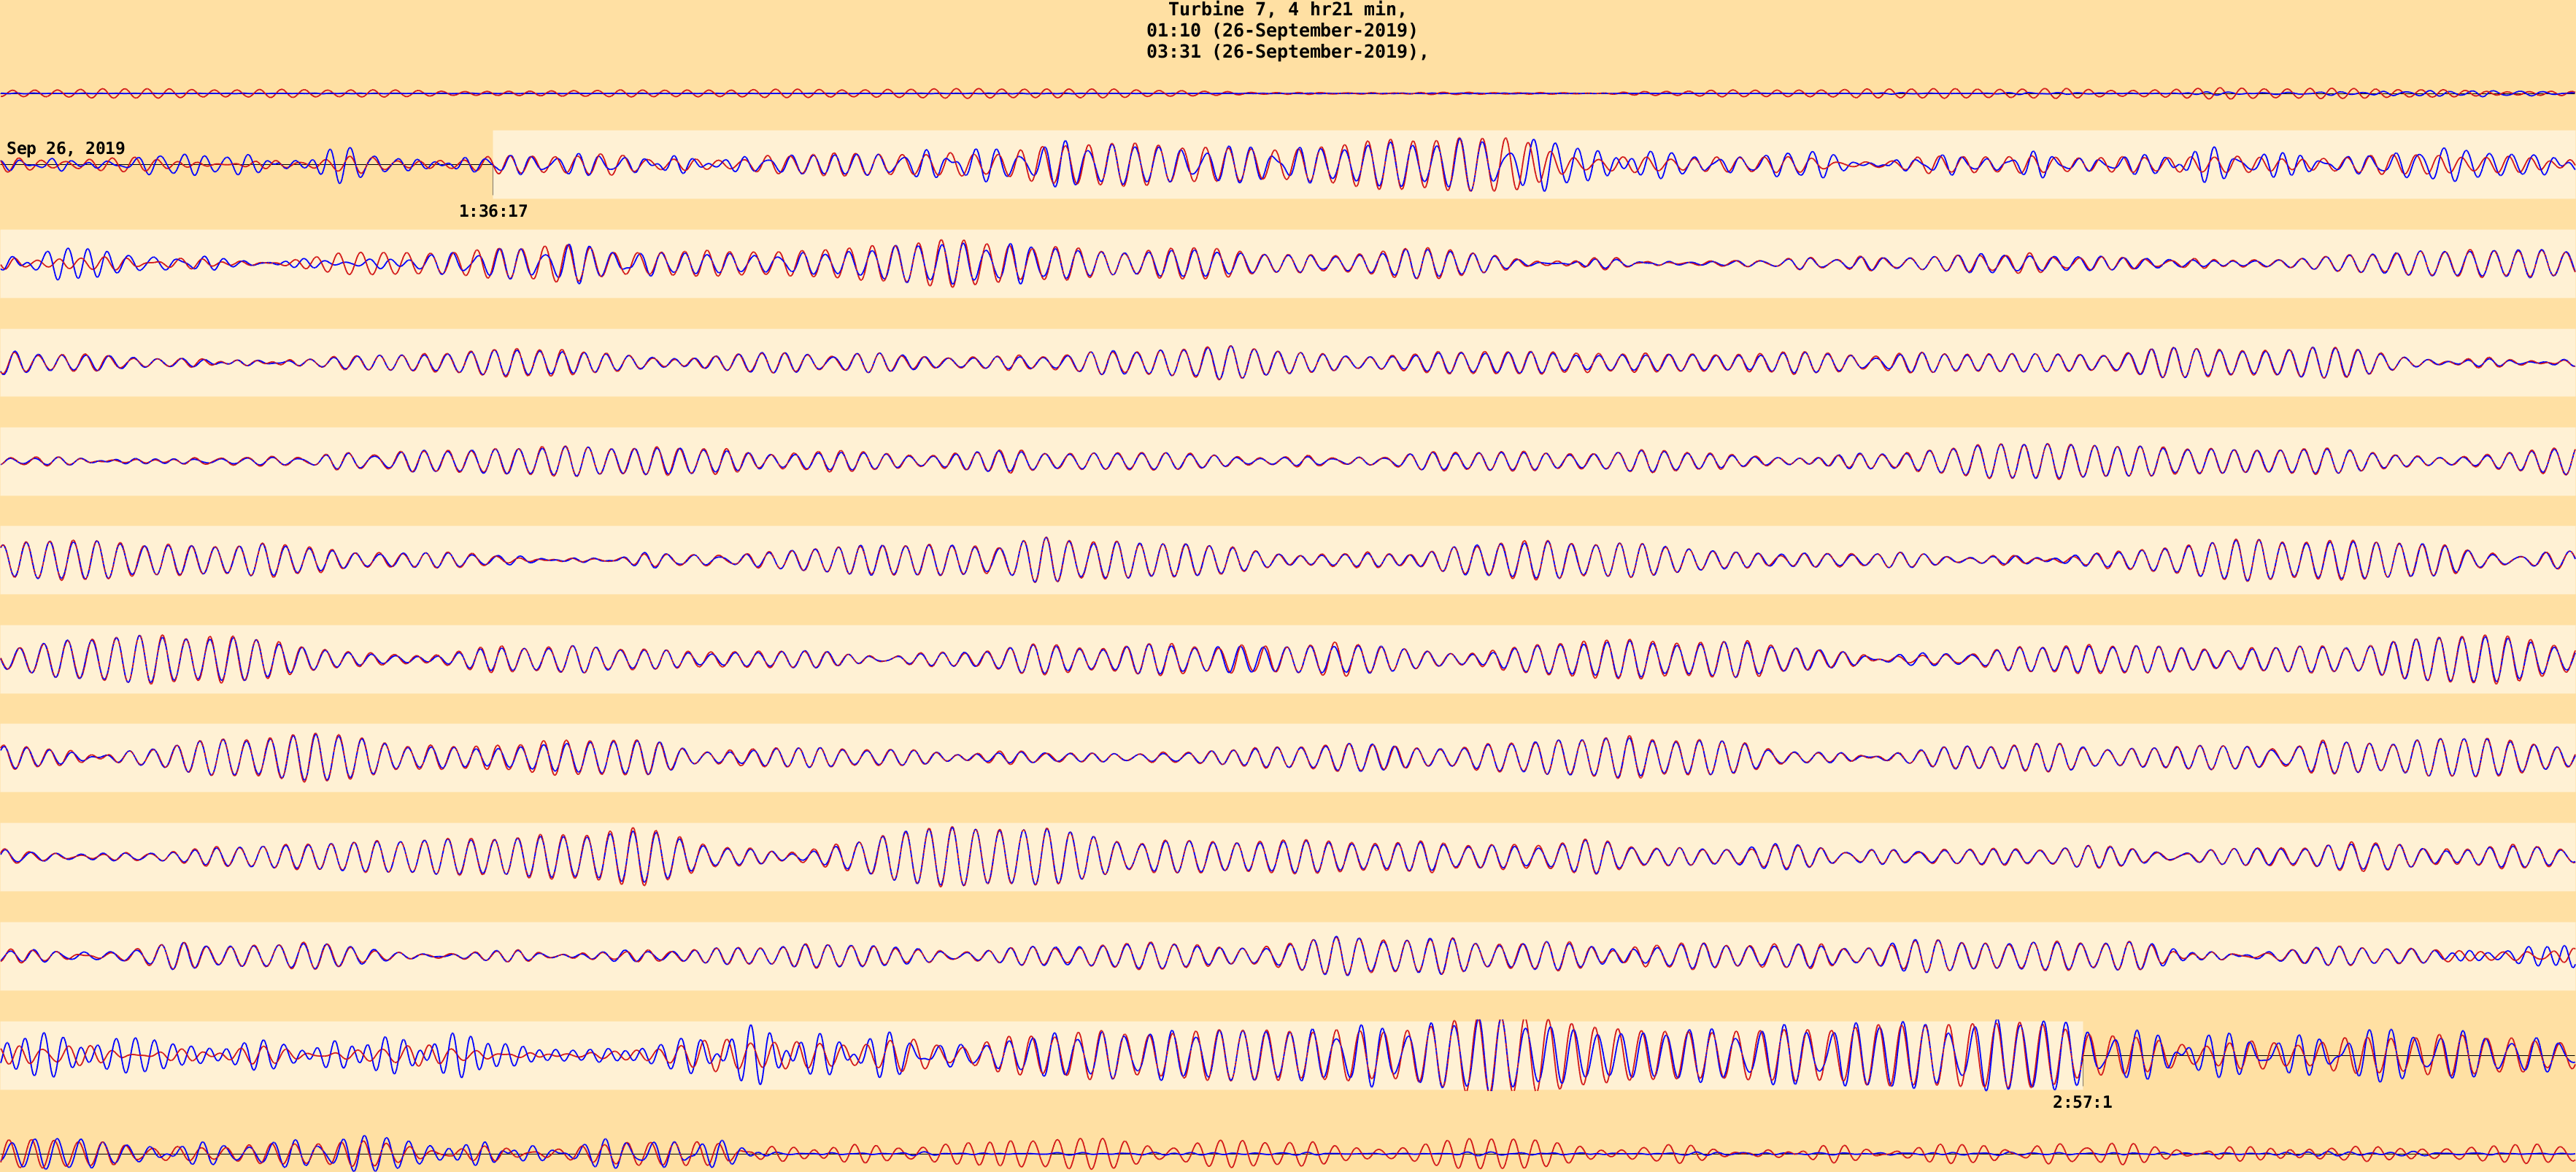 Turbine 7, 4 hr21 min,
01:10 (26-September-2019)
03:31 (26-September-2019),
Sep 26, 2019
1:36:17
2:57:1